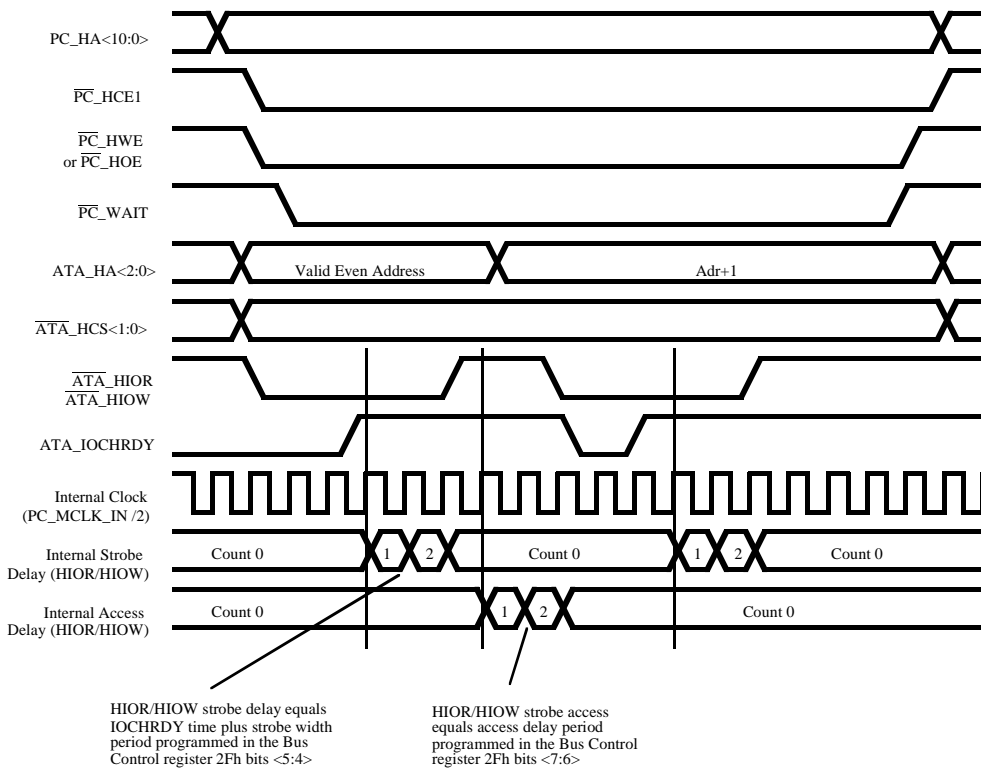 PC_HA<10:0>
PC_HCE1
PC_HWE
or PC_HOE
PC_WAIT
ATA_HA<2:0>
Valid Even Address
Adr+1
ATA_HCS<1:0>
ATA_HIOR
ATA_HIOW
ATA_IOCHRDY
Internal Clock
(PC_MCLK_IN /2)
Internal Strobe
Delay (HIOR/HIOW)
Count 0
1
2
Count 0
1
2
Count 0
Internal Access
Delay (HIOR/HIOW)
Count 0
1
2
Count 0
HIOR/HIOW strobe delay equals
IOCHRDY time plus strobe width
period programmed in the Bus
Control register 2Fh bits <5:4>
HIOR/HIOW strobe access
equals access delay period
programmed in the Bus Control
register 2Fh bits <7:6>